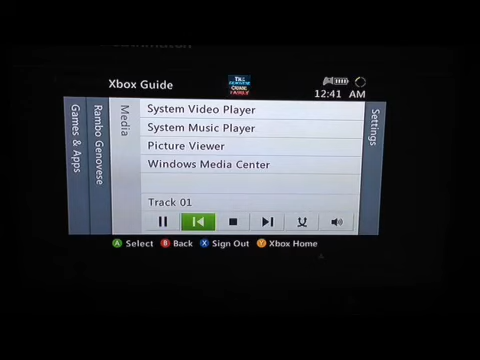 Xbox Guide
12:41 AM
Games & Apps
Rambo Genovese
Media
System Video Player
System Music Player
Picture Viewer
Windows Media Center
Track 01
Settings
A Select B Back X Sign Out Y Xbox Home